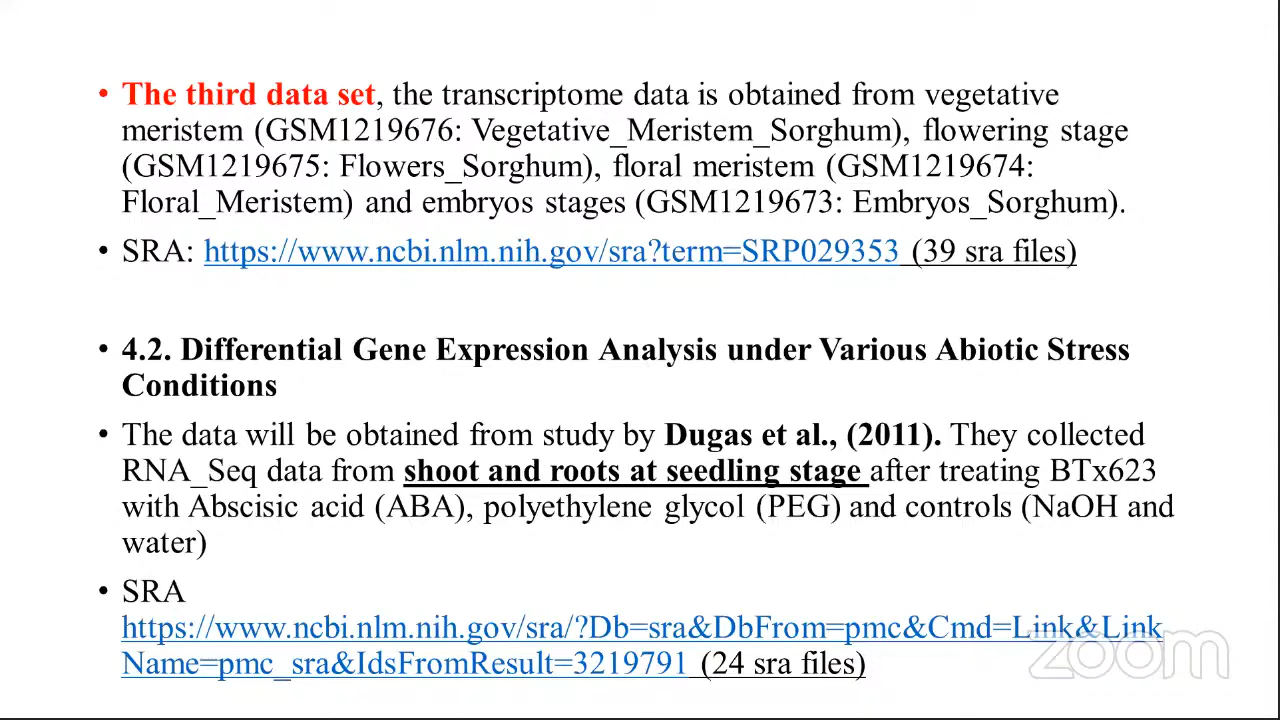 • The third data set, the transcriptome data is obtained from vegetative
meristem (GSM1219676: Vegetative_Meristem_Sorghum), flowering stage
(GSM1219675: Flowers_Sorghum), floral meristem (GSM1219674:
Floral_Meristem) and embryos stages (GSM1219673: Embryos_Sorghum).
• SRA: https://www.ncbi.nlm.nih.gov/sra?term=SRP029353 (39 sra files)
• 4.2. Differential Gene Expression Analysis under Various Abiotic Stress
Conditions
• The data will be obtained from study by Dugas et al., (2011). They collected
RNA_Seq data from shoot and roots at seedling stage after treating BTx623
with Abscisic acid (ABA), polyethylene glycol (PEG) and controls (NaOH and
water)
• SRA
https://www.ncbi.nlm.nih.gov/sra/?Db=sra&DbFrom=pmc&Cmd=Link&Link
Name=pmc_sra&IdsFromResult=3219791 (24 sra files)
zoom